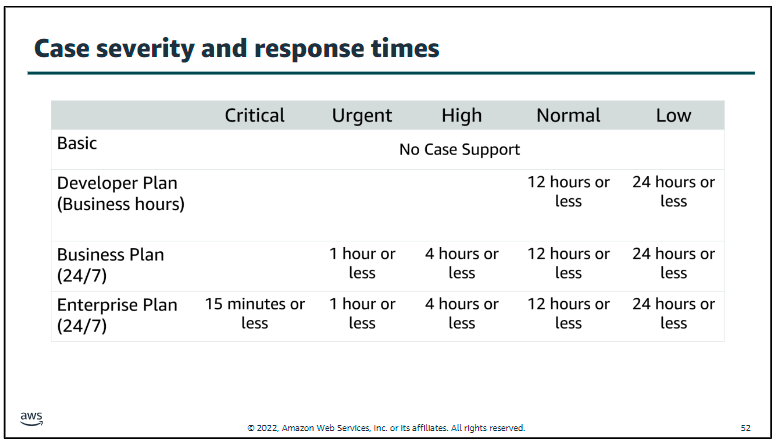 Case severity and response times
Critical Urgent High Normal Low
Basic
No Case Support
Developer Plan
(Business hours)
12 hours or
less
24 hours or
less
Business Plan
(24/7)
1 hour or
less
4 hours or
less
12 hours or
less
24 hours or
less
Enterprise Plan
(24/7)
15 minutes or
less
1 hour or
less
4 hours or
less
12 hours or
less
24 hours or
less
aws
© 2022, Amazon Web Services, Inc. or its affiliates. All rights reserved.
52